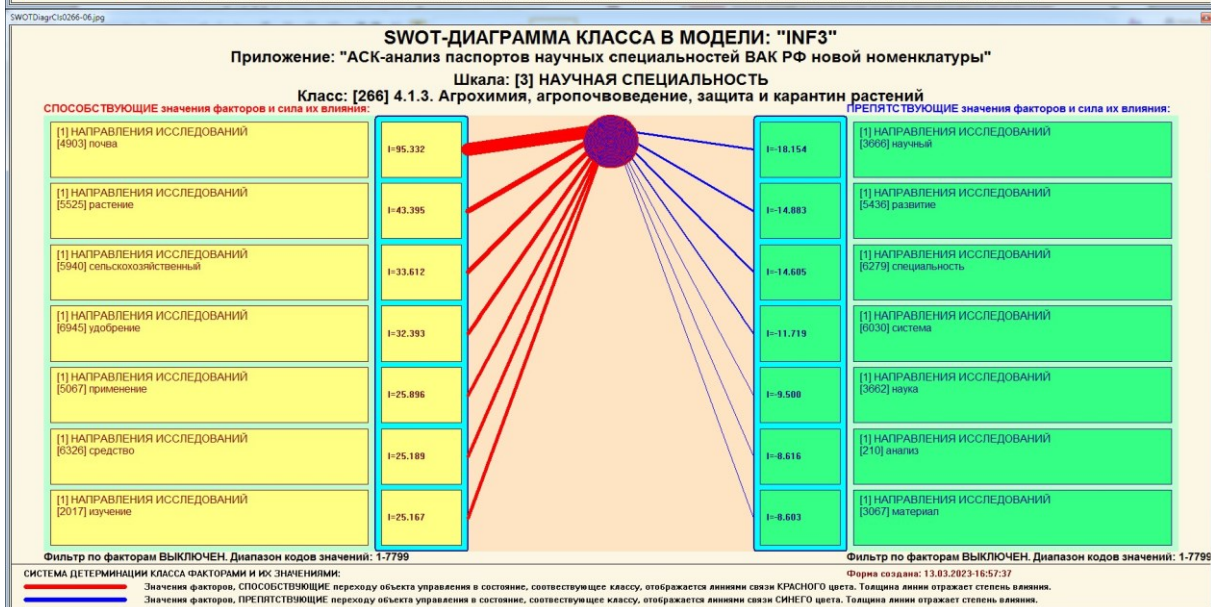 SWOTDiagrCls0266-06.jpg
SWOT-ДИАГРАММА КЛАССА В МОДЕЛИ: "INF3"
Приложение: "АСК-анализ паспортов научных специальностей ВАК РФ новой номенклатуры"
Шкала: [3] НАУЧНАЯ СПЕЦИАЛЬНОСТЬ
Класс: [266] 4.1.3. Агрохимия, агропочвоведение, защита и карантин растений
СПОСОБСТВУЮЩИЕ значения факторов и сила их влияния:
ПРЕПЯТСТВУЮЩИЕ значения факторов и сила их влияния:
[1] НАПРАВЛЕНИЯ ИССЛЕДОВАНИЙ
[4903] почва
I=95.332
I=-18.154
[1] НАПРАВЛЕНИЯ ИССЛЕДОВАНИЙ
[3666] научный
[1] НАПРАВЛЕНИЯ ИССЛЕДОВАНИЙ
[5525] растение
I=43.395
I=-14.883
[1] НАПРАВЛЕНИЯ ИССЛЕДОВАНИЙ
[5436] развитие
[1] НАПРАВЛЕНИЯ ИССЛЕДОВАНИЙ
[5940] сельскохозяйственный
I=33.612
I=-14.605
[1] НАПРАВЛЕНИЯ ИССЛЕДОВАНИЙ
[6279] специальность
[1] НАПРАВЛЕНИЯ ИССЛЕДОВАНИЙ
[6945] удобрение
I=32.393
I=-11.719
[1] НАПРАВЛЕНИЯ ИССЛЕДОВАНИЙ
[6030] система
[1] НАПРАВЛЕНИЯ ИССЛЕДОВАНИЙ
[5067] применение
I=25.896
I=-9.500
[1] НАПРАВЛЕНИЯ ИССЛЕДОВАНИЙ
[3662] наука
[1] НАПРАВЛЕНИЯ ИССЛЕДОВАНИЙ
[6326] средство
I=25.189
I=-8.616
[1] НАПРАВЛЕНИЯ ИССЛЕДОВАНИЙ
[210] анализ
[1] НАПРАВЛЕНИЯ ИССЛЕДОВАНИЙ
[2017] изучение
I=25.167
I=-8.603
[1] НАПРАВЛЕНИЯ ИССЛЕДОВАНИЙ
[3067] материал
Фильтр по факторам ВЫКЛЮЧЕН. Диапазон кодов значений: 1-7799
Фильтр по факторам ВЫКЛЮЧЕН. Диапазон кодов значений: 1-7799
СИСТЕМА ДЕТЕРМИНАЦИИ КЛАССА ФАКТОРАМИ И ИХ ЗНАЧЕНИЯМИ:
Форма создана: 13.03.2023-16:57:37
Значения факторов, СПОСОБСТВУЮЩИЕ переходу объекта управления в состояние, соотвествующее классу, отображается линиями связи КРАСНОГО цвета. Толщина линии отражает степень влияния.
Значения факторов, ПРЕПЯТСТВУЮЩИЕ переходу объекта управления в состояние, соотвествующее классу, отображается линиями связи СИНЕГО цвета. Толщина линии отражает степень влияния.